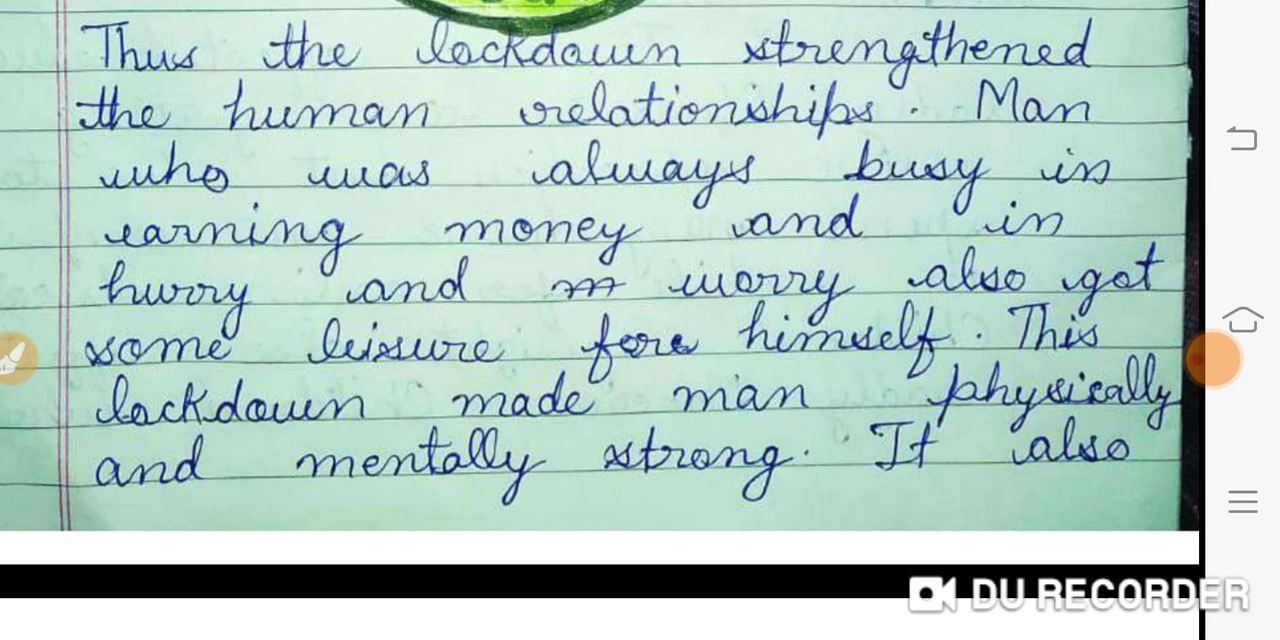 Thus the lockdown strengthened
the human relationships. Man
who was always busy in
earning money and in
hurry and worry also got
some leisure for himself. This
lockdown made man physically
and mentally strong. It also
DU RECORDER